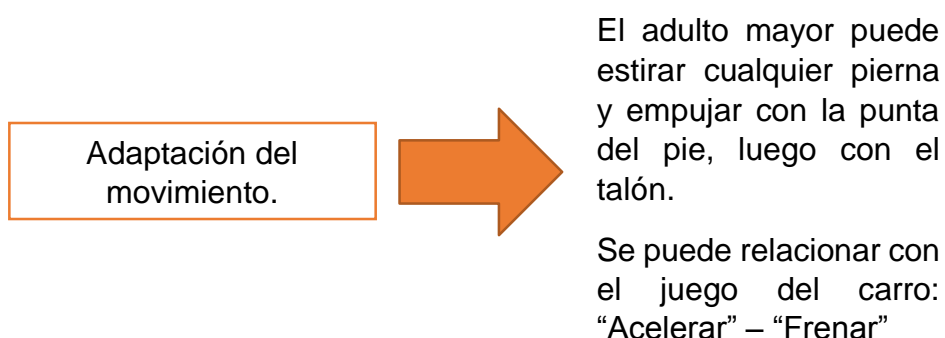 Adaptación del
movimiento.
El adulto mayor puede
estirar cualquier pierna
y empujar con la punta
del pie, luego con el
talón.
Se puede relacionar con
el juego del carro:
“Acelerar” – “Frenar”